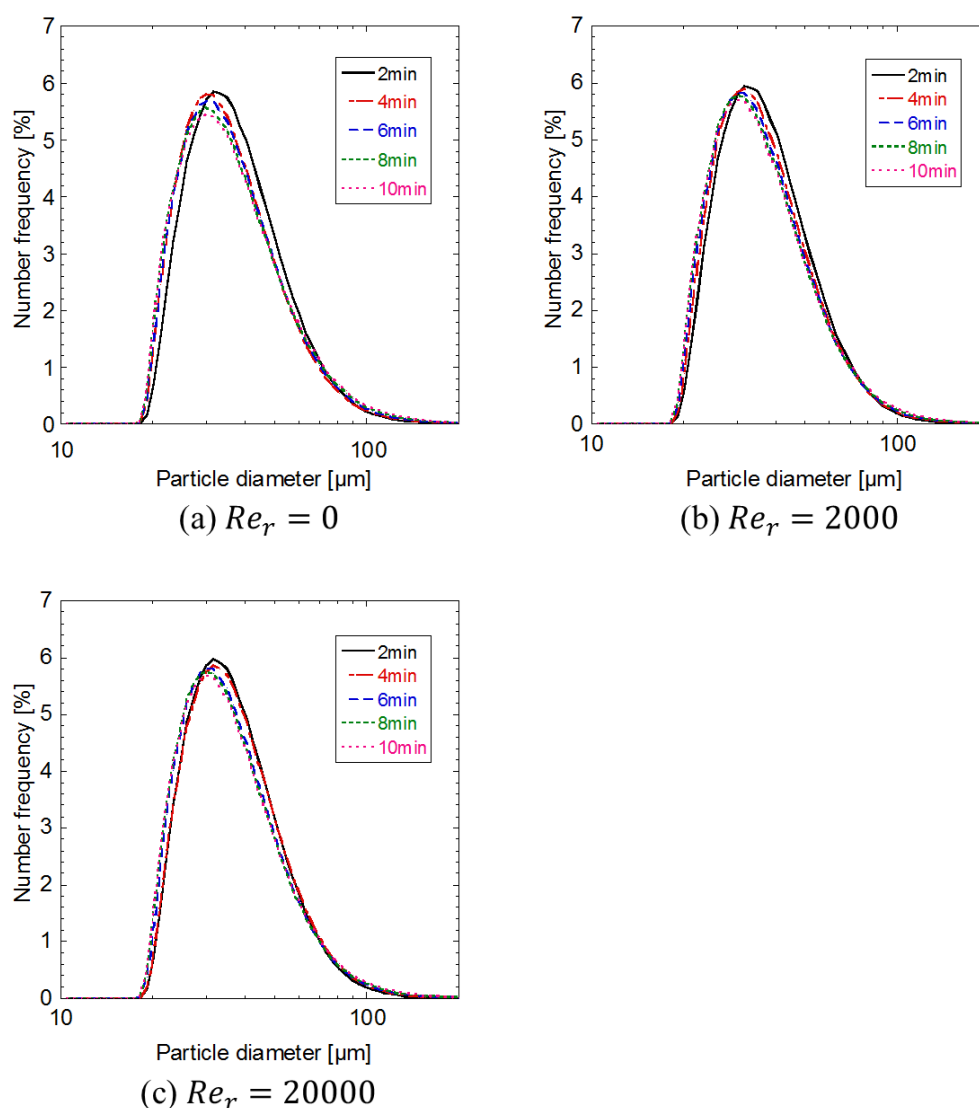 7
6
5
4
3
2
1
0
Number frequency [%]
2min
4min
6min
8min
10min
10
100
Particle diameter [µm]
(a) Re_r = 0
7
6
5
4
3
2
1
0
Number frequency [%]
2min
4min
6min
8min
10min
10
100
Particle diameter [µm]
(b) Re_r = 2000
7
6
5
4
3
2
1
0
Number frequency [%]
2min
4min
6min
8min
10min
10
100
Particle diameter [µm]
(c) Re_r = 20000